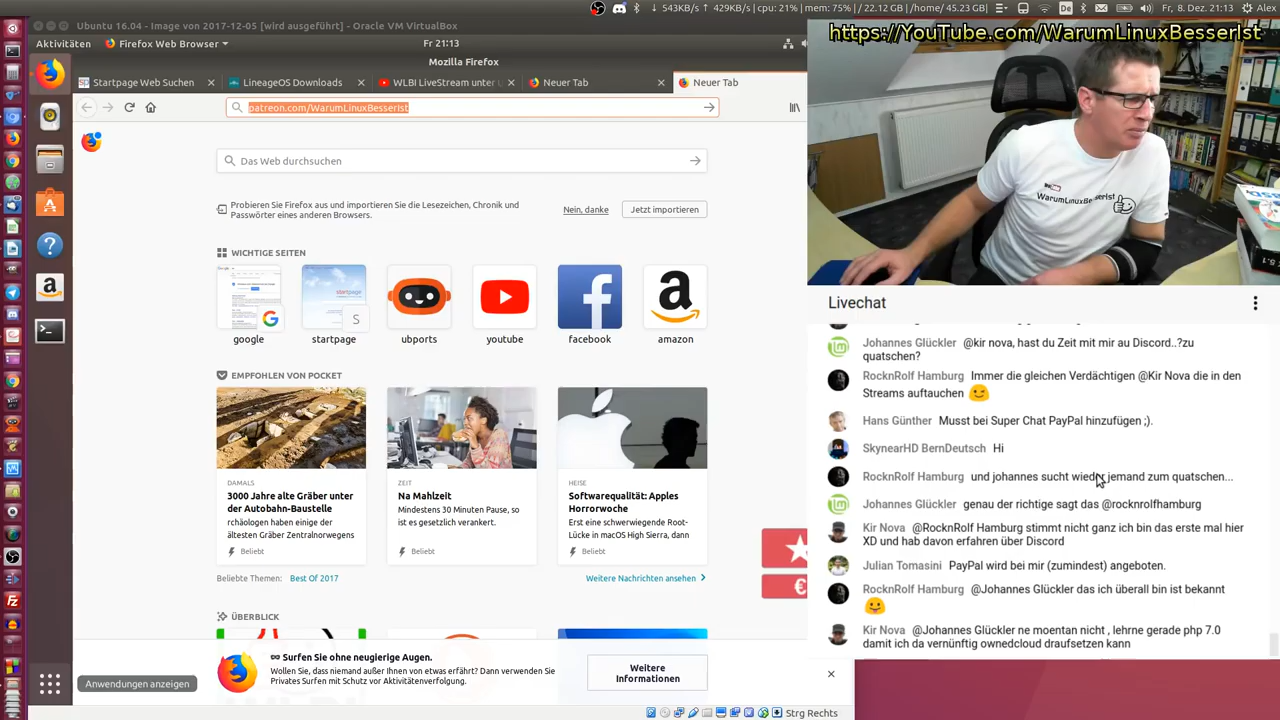 Ubuntu 16.04 - Image von 2017-12-05 [wird ausgeführt] - Oracle VM VirtualBox
543KB/s
429KB/s
cpu: 21%
mem: 55%
// 22.12 GB
/home/ 45.23 GB
De
Fr, 8. Dez, 21:13
Alex
https://YouTube.com/WarumLinuxBesserIst
Aktivitäten
Firefox Web Browser
Fr 21:13
Mozilla Firefox
Startpage Web Suchen
LineageOS Downloads
WLBI LiveStream unter L
Neuer Tab
Neuer Tab
patreon.com/WarumLinuxBesserIst
Das Web durchsuchen
Probieren Sie Firefox aus und importieren Sie die Lesezeichen, Chronik und
Passwörter eines anderen Browsers.
Nein, danke
Jetzt importieren
WICHTIGE SEITEN
S
google
startpage
ubports
youtube
facebook
amazon
EMPFOHLEN VON POCKET
DAMALS
3000 Jahre alte Gräber unter
der Autobahn-Baustelle
rchäologen haben einige der
ältesten Gräber Zentralnorwegens
Beliebt
ZEIT
Na Mahlzeit
Mindestens 30 Minuten Pause, so
ist es gesetzlich verankert.
Beliebt
HEISE
Softwarequalität: Apples
Horrorwoche
Erst eine schwerwiegende Root-
Lücke in macOS High Sierra, dann
Beliebt
Beliebte Themen:
Best Of 2017
Weitere Nachrichten ansehen
ÜBERBLICK
Surfen Sie ohne neugierige Augen.
Wollen Sie, dass niemand außer Ihnen von etwas erfährt? Dann verwenden Sie
Private Surfen mit Schutz vor Aktivitätenverfolgung.
Weitere
Informationen
Anwendungen anzeigen
Strg Rechts
WarumLinuxBesserIst
Livechat
Johannes Glückler @kir nova, hast du Zeit mit mir au Discord..?zu
quatschen?
RocknRolf Hamburg Immer die gleichen Verdächtigen @Kir Nova die in den
Streams auftauchen
Hans Günther Musst bei Super Chat PayPal hinzufügen ;).
SkynearHD BernDeutsch Hi
RocknRolf Hamburg und johannes sucht wieder jemand zum quatschen...
Johannes Glückler genau der richtige sagt das @rocknrolfhamburg
Kir Nova @RocknRolf Hamburg stimmt nicht ganz ich bin das erste mal hier
XD und hab davon erfahren über Discord
Julian Tomasini PayPal wird bei mir (zumindest) angeboten.
RocknRolf Hamburg @Johannes Glückler das ich überall bin ist bekannt
Kir Nova @Johannes Glückler ne moentan nicht , lehrne gerade php 7.0
damit ich da vernünftig ownedcloud draufsetzen kann